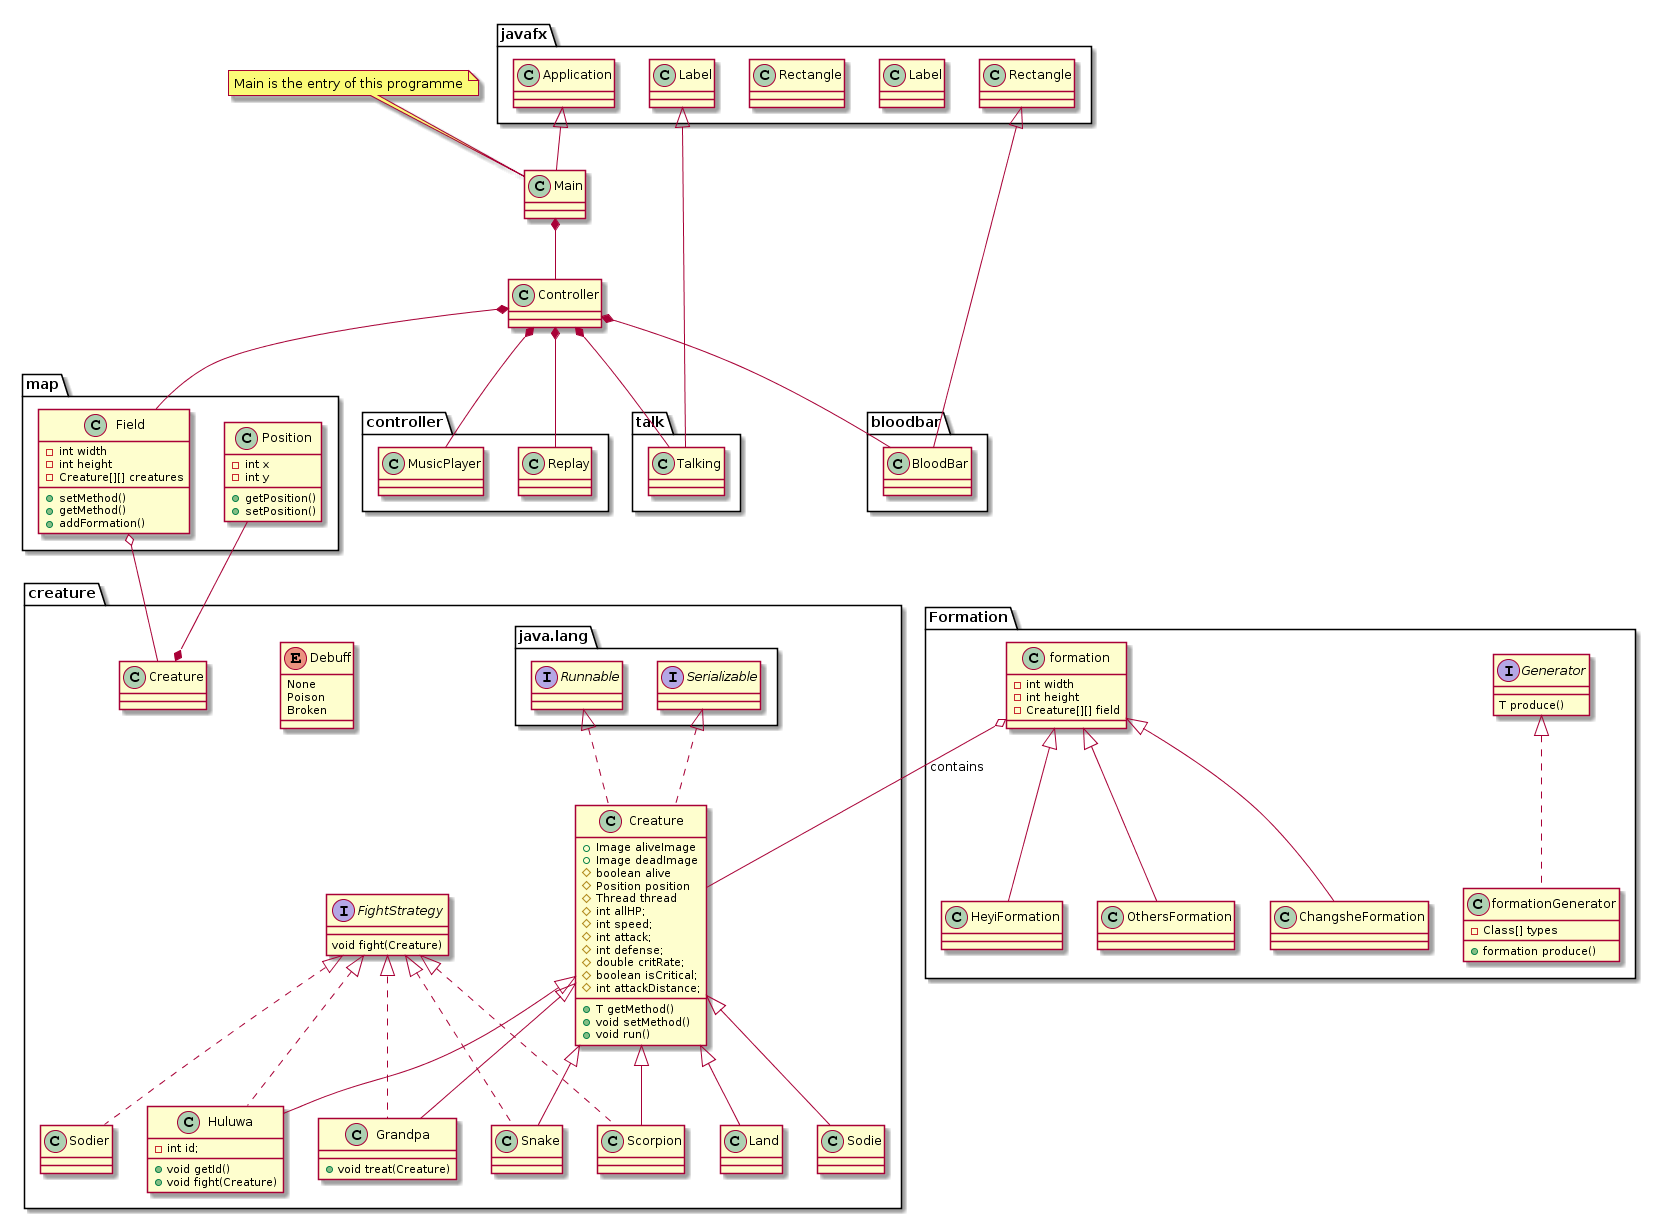 javafx
C Application
C Label
C Rectangle
C Label
C Rectangle
Main is the entry of this programme
C Main
C Controller
map
C Field
int width
int height
Creature[][] creatures
setMethod()
getMethod()
addFormation()
C Position
int x
int y
getPosition()
setPosition()
controller
C MusicPlayer
C Replay
talk
C Talking
bloodbar
C BloodBar
creature
C Creature
E Debuff
None
Poison
Broken
java.lang
I Runnable
I Serializable
C Creature
Image aliveImage
Image deadImage
boolean alive
Position position
Thread thread
int allHP;
int speed;
int attack;
int defense;
double critRate;
boolean isCritical;
int attackDistance;
T getMethod()
void setMethod()
void run()
I FightStrategy
void fight(Creature)
C Sodier
C Huluwa
int id;
void getId()
void fight(Creature)
C Grandpa
void treat(Creature)
C Snake
C Scorpion
C Land
C Sodie
Formation
C formation
int width
int height
Creature[][] field
contains
I Generator
T produce()
C HeyiFormation
C OthersFormation
C ChangsheFormation
C formationGenerator
Class[] types
formation produce()